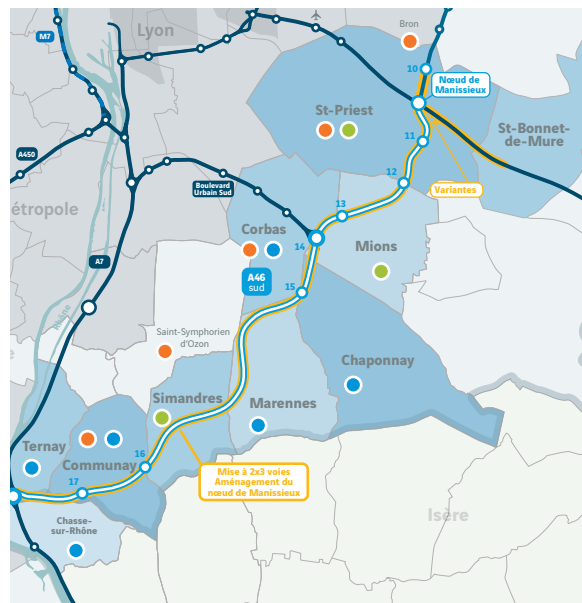 M7
Lyon
Bron
10
Nœud de
Manissieux
St-Priest
St-Bonnet-
de-Mure
11
A450
12
Variantes
Boulevard
Urbain Sud
13
étropole
Corbas
14
Mions
A7
A46
sud
15
Rhône
Saint-Symphorien
d'Ozon
Chaponnay
Simandres
Marennes
Ternay
Communay
16
Mise à 2x3 voies
Aménagement du
nœud de Manissieux
17
Isère
Chasse-
sur-Rhône